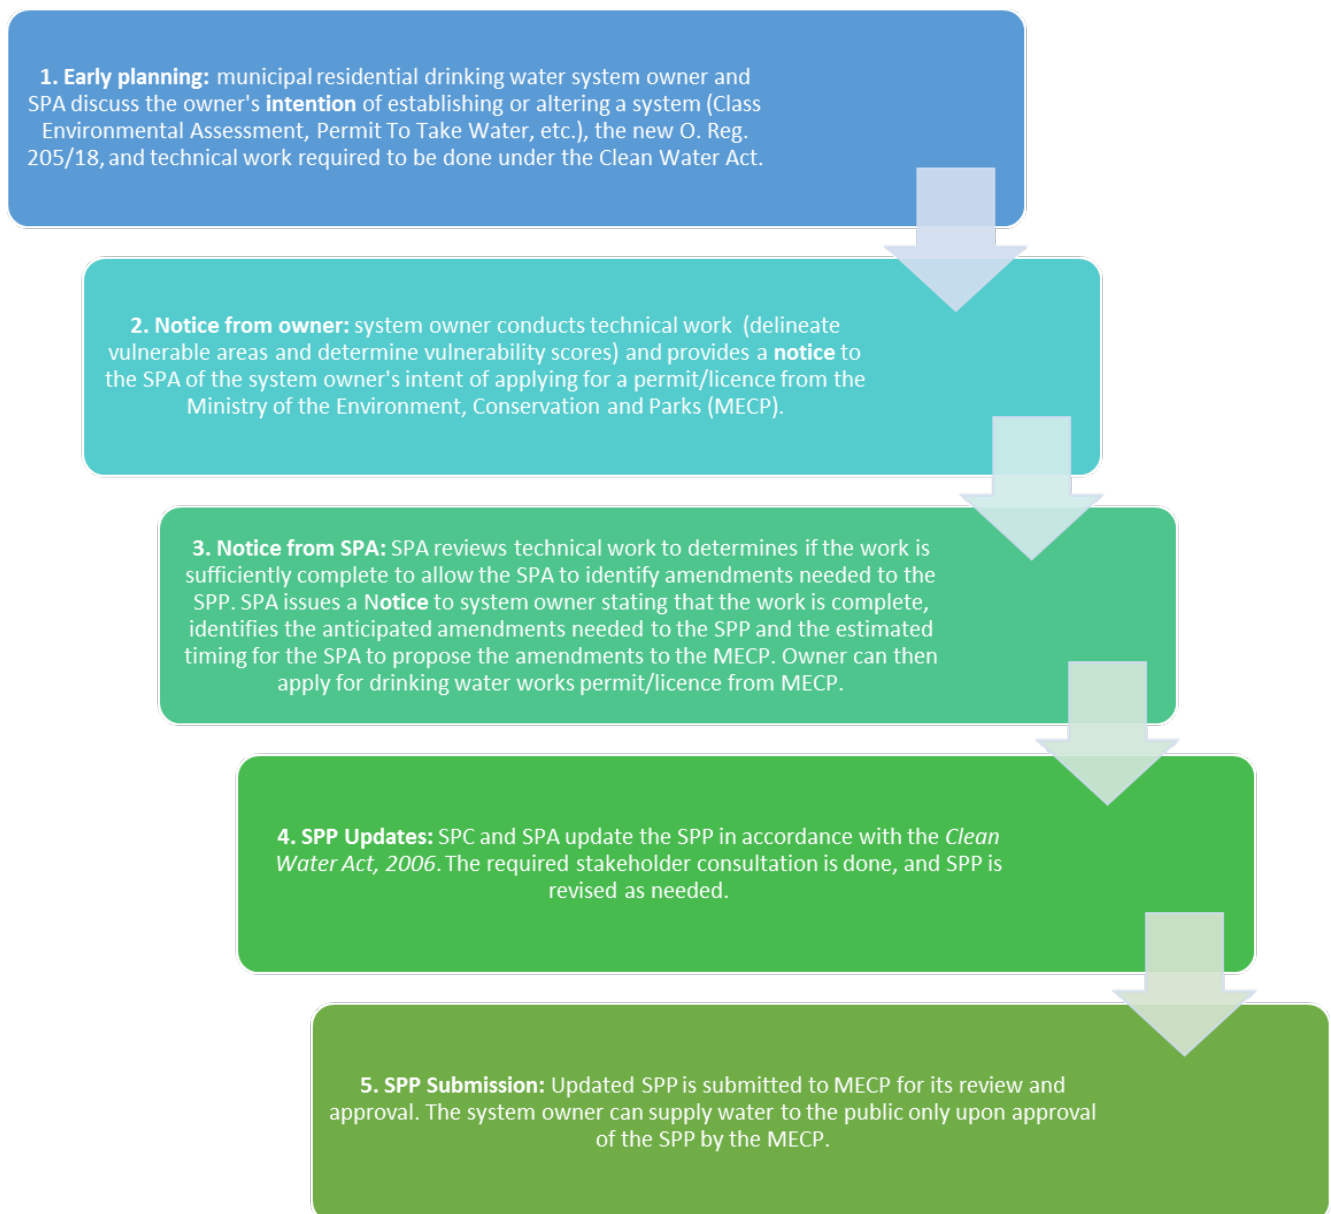 1. Early planning: municipal residential drinking water system owner and
SPA discuss the owner's intention of establishing or altering a system (Class
Environmental Assessment, Permit To Take Water, etc.), the new O. Reg.
205/18, and technical work required to be done under the Clean Water Act.
2. Notice from owner: system owner conducts technical work (delineate
vulnerable areas and determine vulnerability scores) and provides a notice to
the SPA of the system owner's intent of applying for a permit/licence from the
Ministry of the Environment, Conservation and Parks (MECP).
3. Notice from SPA: SPA reviews technical work to determines if the work is
sufficiently complete to allow the SPA to identify amendments needed to the
SPP. SPA issues a Notice to system owner stating that the work is complete,
identifies the anticipated amendments needed to the SPP and the estimated
timing for the SPA to propose the amendments to the MECP. Owner can then
apply for drinking water works permit/licence from MECP.
4. SPP Updates: SPC and SPA update the SPP in accordance with the Clean
Water Act, 2006. The required stakeholder consultation is done, and SPP is
revised as needed.
5. SPP Submission: Updated SPP is submitted to MECP for its review and
approval. The system owner can supply water to the public only upon approval
of the SPP by the MECP.